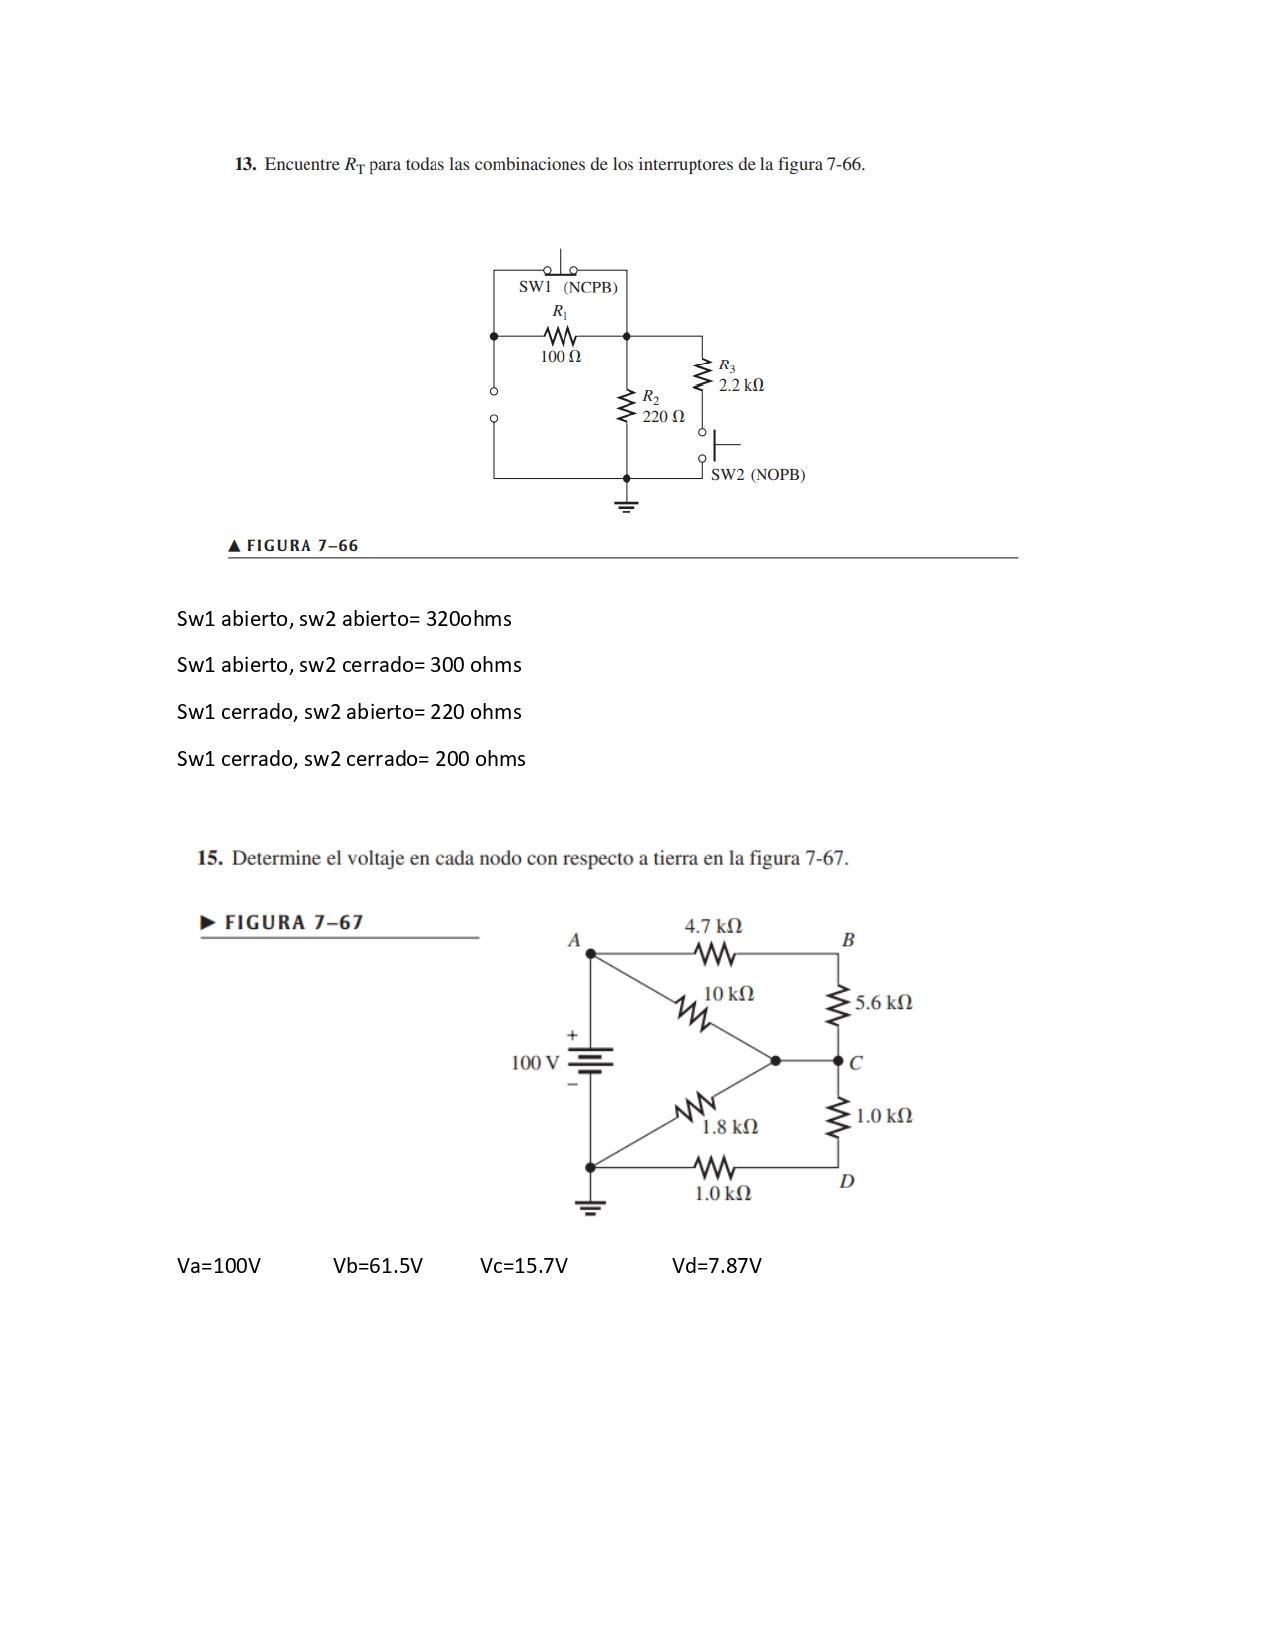 13. Encuentre RT para todas las combinaciones de los interruptores de la figura 7-66.
SW1 (NCPB)
R1
100 Ω
R3
2.2 kΩ
R2
220 Ω
SW2 (NOPB)
▲ FIGURA 7–66
Sw1 abierto, sw2 abierto= 320ohms
Sw1 abierto, sw2 cerrado= 300 ohms
Sw1 cerrado, sw2 abierto= 220 ohms
Sw1 cerrado, sw2 cerrado= 200 ohms
15. Determine el voltaje en cada nodo con respecto a tierra en la figura 7-67.
▶ FIGURA 7–67
4.7 kΩ
A
B
10 kΩ
5.6 kΩ
+
100 V
C
–
1.0 kΩ
1.8 kΩ
D
1.0 kΩ
Va=100V Vb=61.5V Vc=15.7V Vd=7.87V